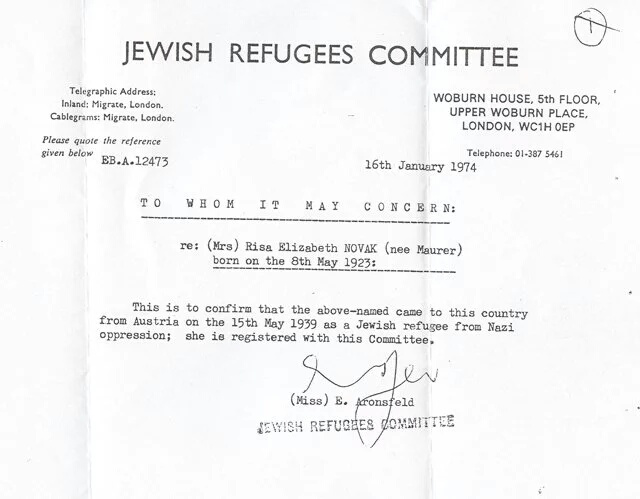 1
JEWISH REFUGEES COMMITTEE
Telegraphic Address:
Inland: Migrate, London.
Cablegrams: Migrate, London.
WOBURN HOUSE, 5th FLOOR,
UPPER WOBURN PLACE,
LONDON, WC1H 0EP
Please quote the reference
given below EB.A.12473
Telephone: 01-387 5461
16th January 1974
TO WHOM IT MAY CONCERN:
re: (Mrs) Risa Elizabeth NOVAK (nee Maurer)
born on the 8th May 1923:
This is to confirm that the above-named came to this country
from Austria on the 15th May 1939 as a Jewish refugee from Nazi
oppression; she is registered with this Committee.
(Miss) E. Aronsfeld
JEWISH REFUGEES COMMITTEE